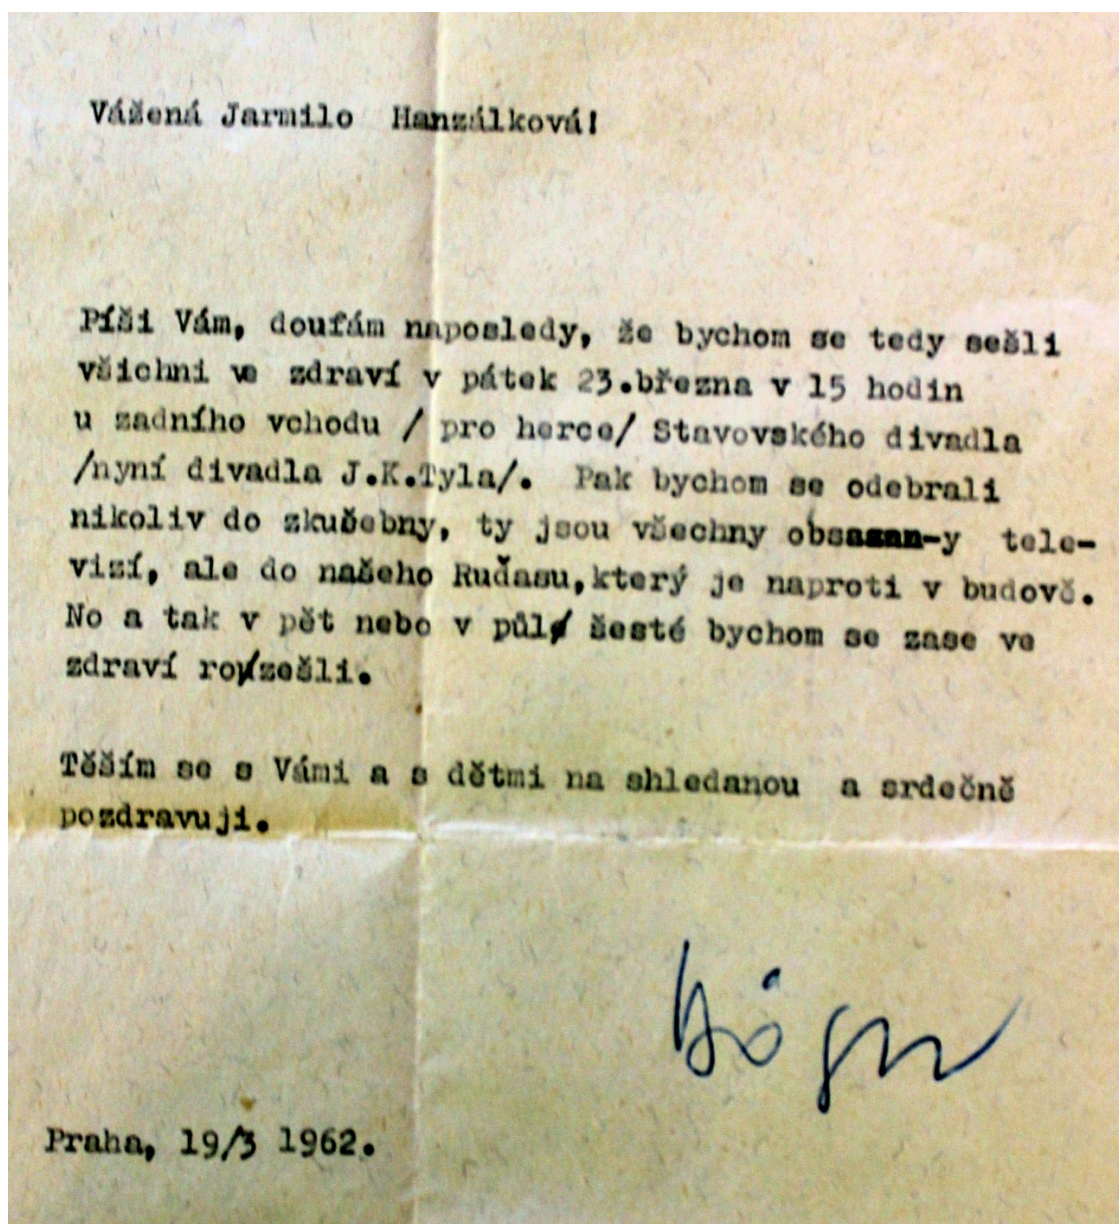 Vážená Jarmilo Hanzálková!
Píši Vám, doufám naposledy, že bychom se tedy sešli
všichni ve zdraví v pátek 23.března v 15 hodin
u zadního vchodu / pro herce/ Stavovského divadla
/nyní divadla J.K.Tyla/. Pak bychom se odebrali
nikoliv do zkušebny, ty jsou všechny obsazen-y tele-
vizí, ale do našeho Ruďasu,který je naproti v budově.
No a tak v pět nebo v půl šesté bychom se zase ve
zdraví rozešli.
Těším se s Vámi a s dětmi na shledanou a srdečně
pozdravuji.
Höger
Praha, 19/3 1962.